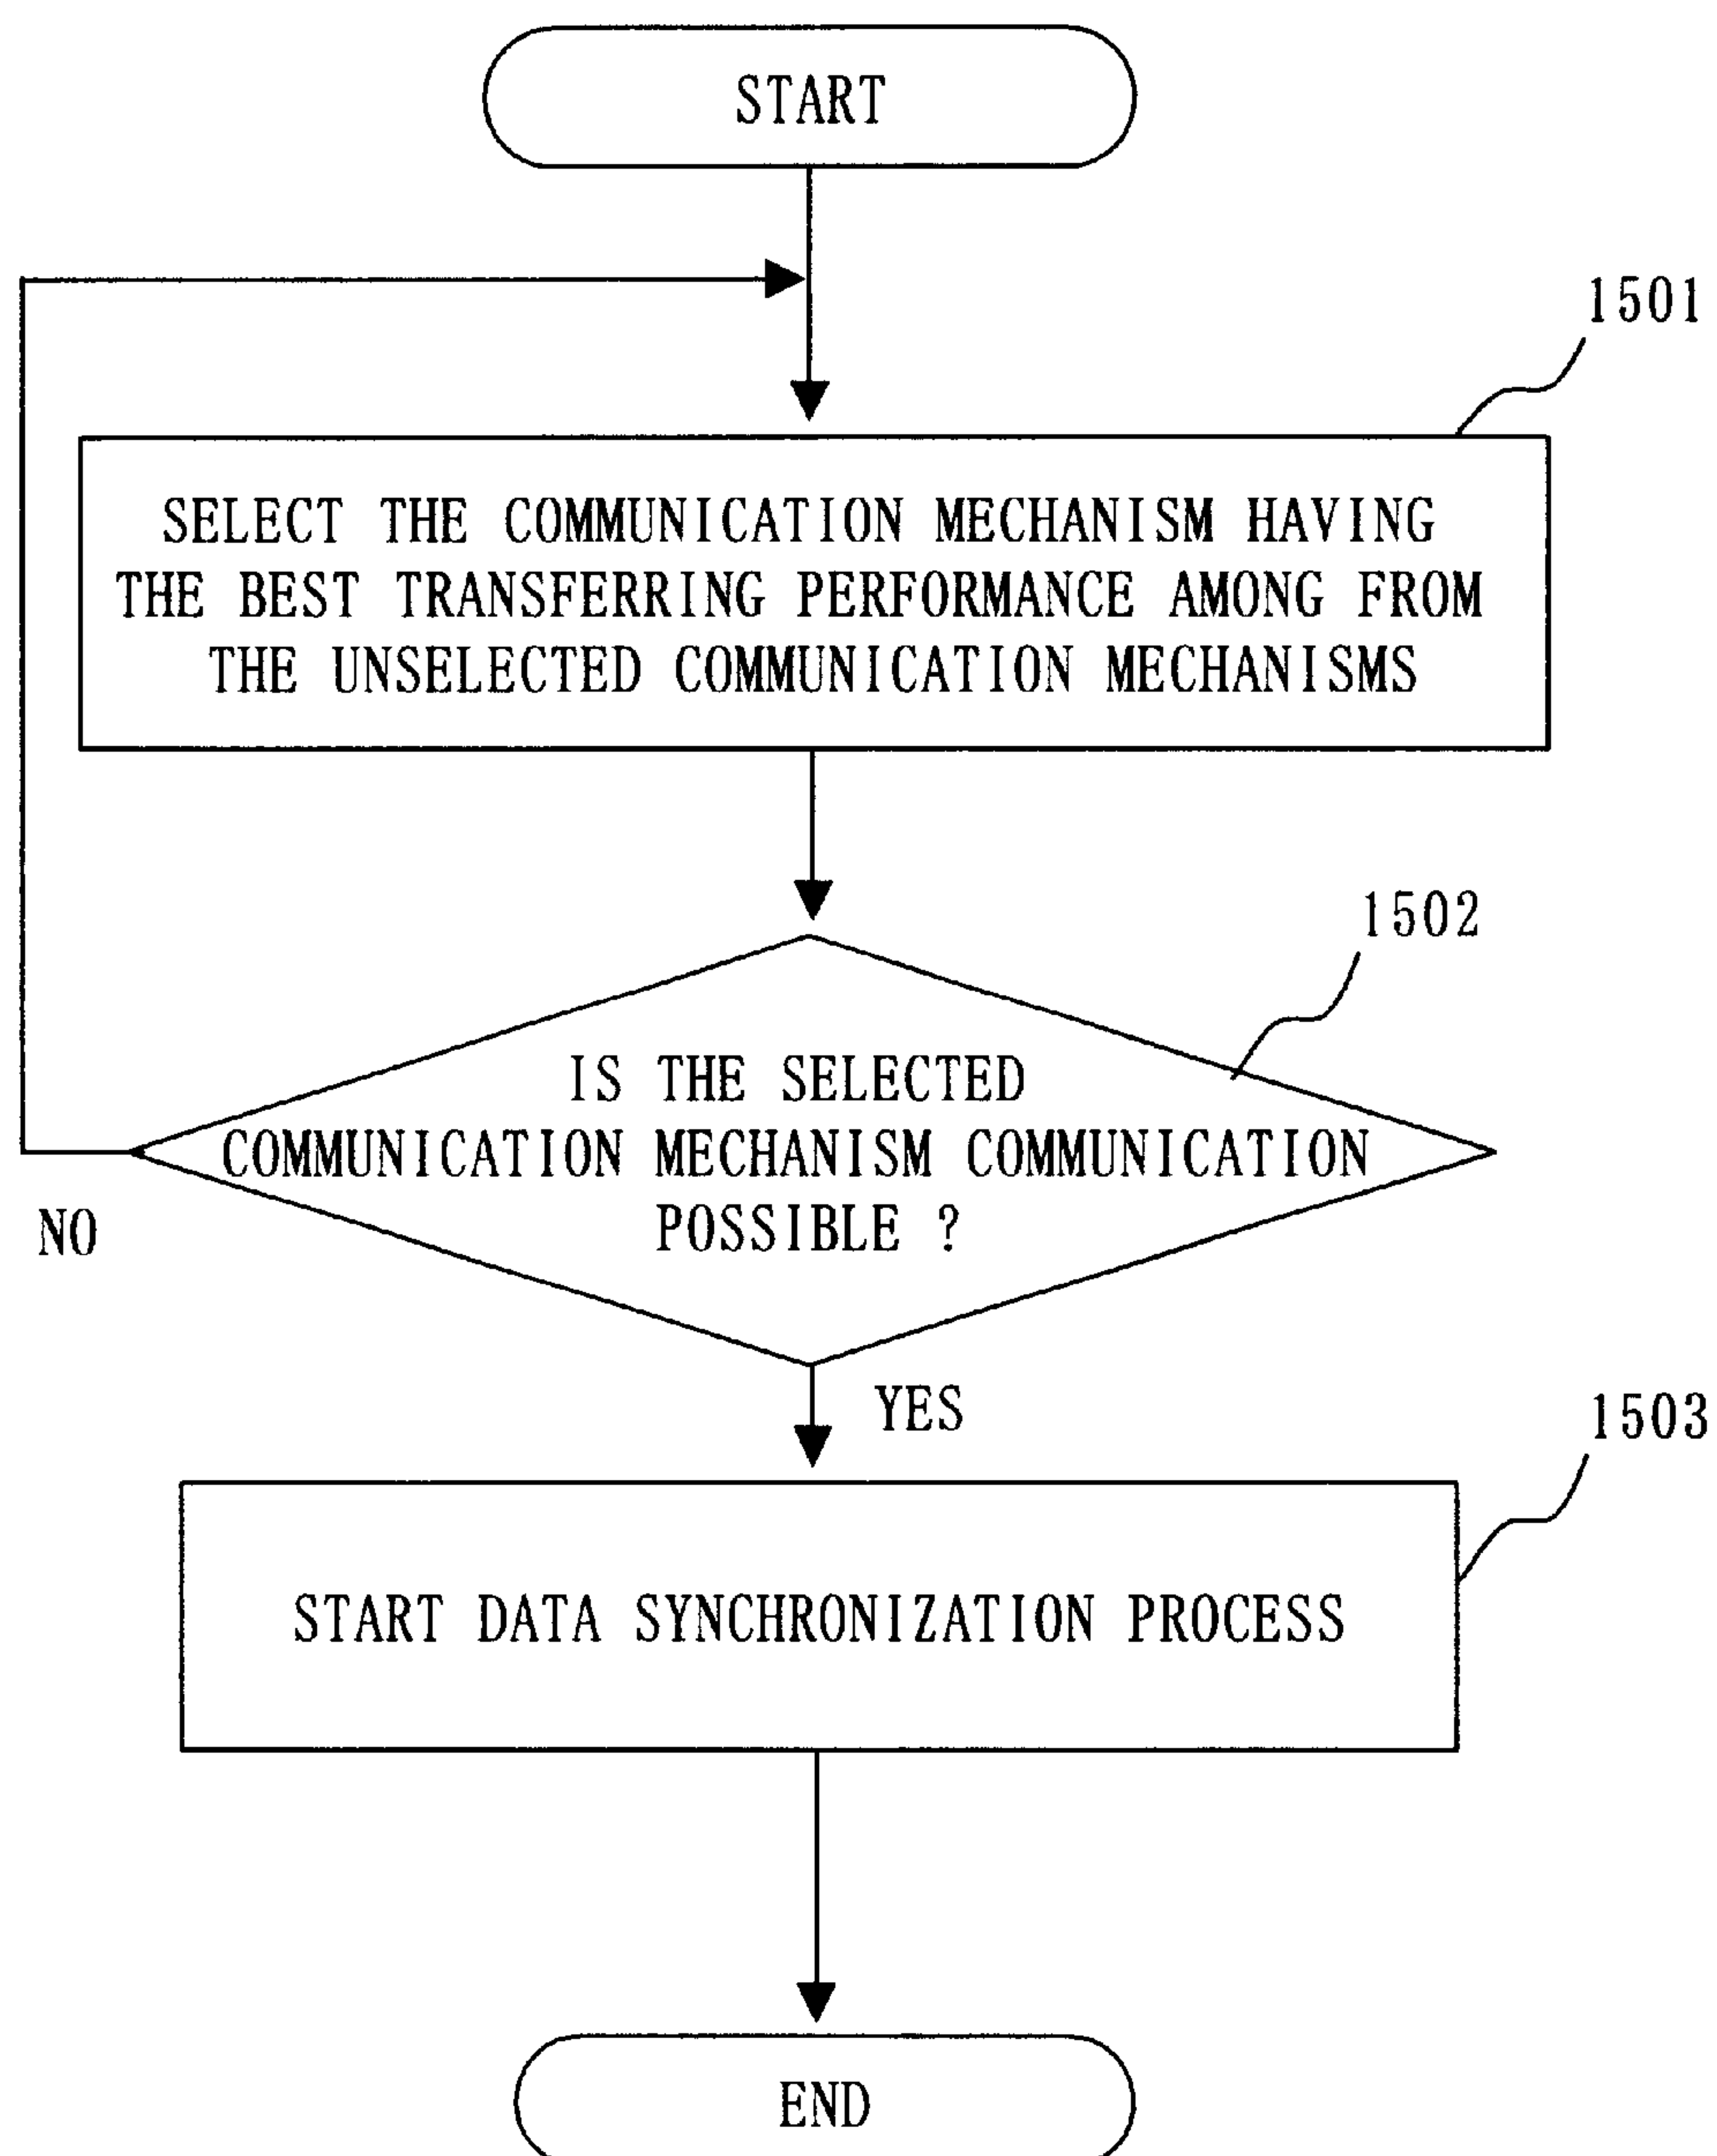 START
1501
SELECT THE COMMUNICATION MECHANISM HAVING
THE BEST TRANSFERRING PERFORMANCE AMONG FROM
THE UNSELECTED COMMUNICATION MECHANISMS
1502
IS THE SELECTED
COMMUNICATION MECHANISM COMMUNICATION
POSSIBLE ?
NO
YES
1503
START DATA SYNCHRONIZATION PROCESS
END